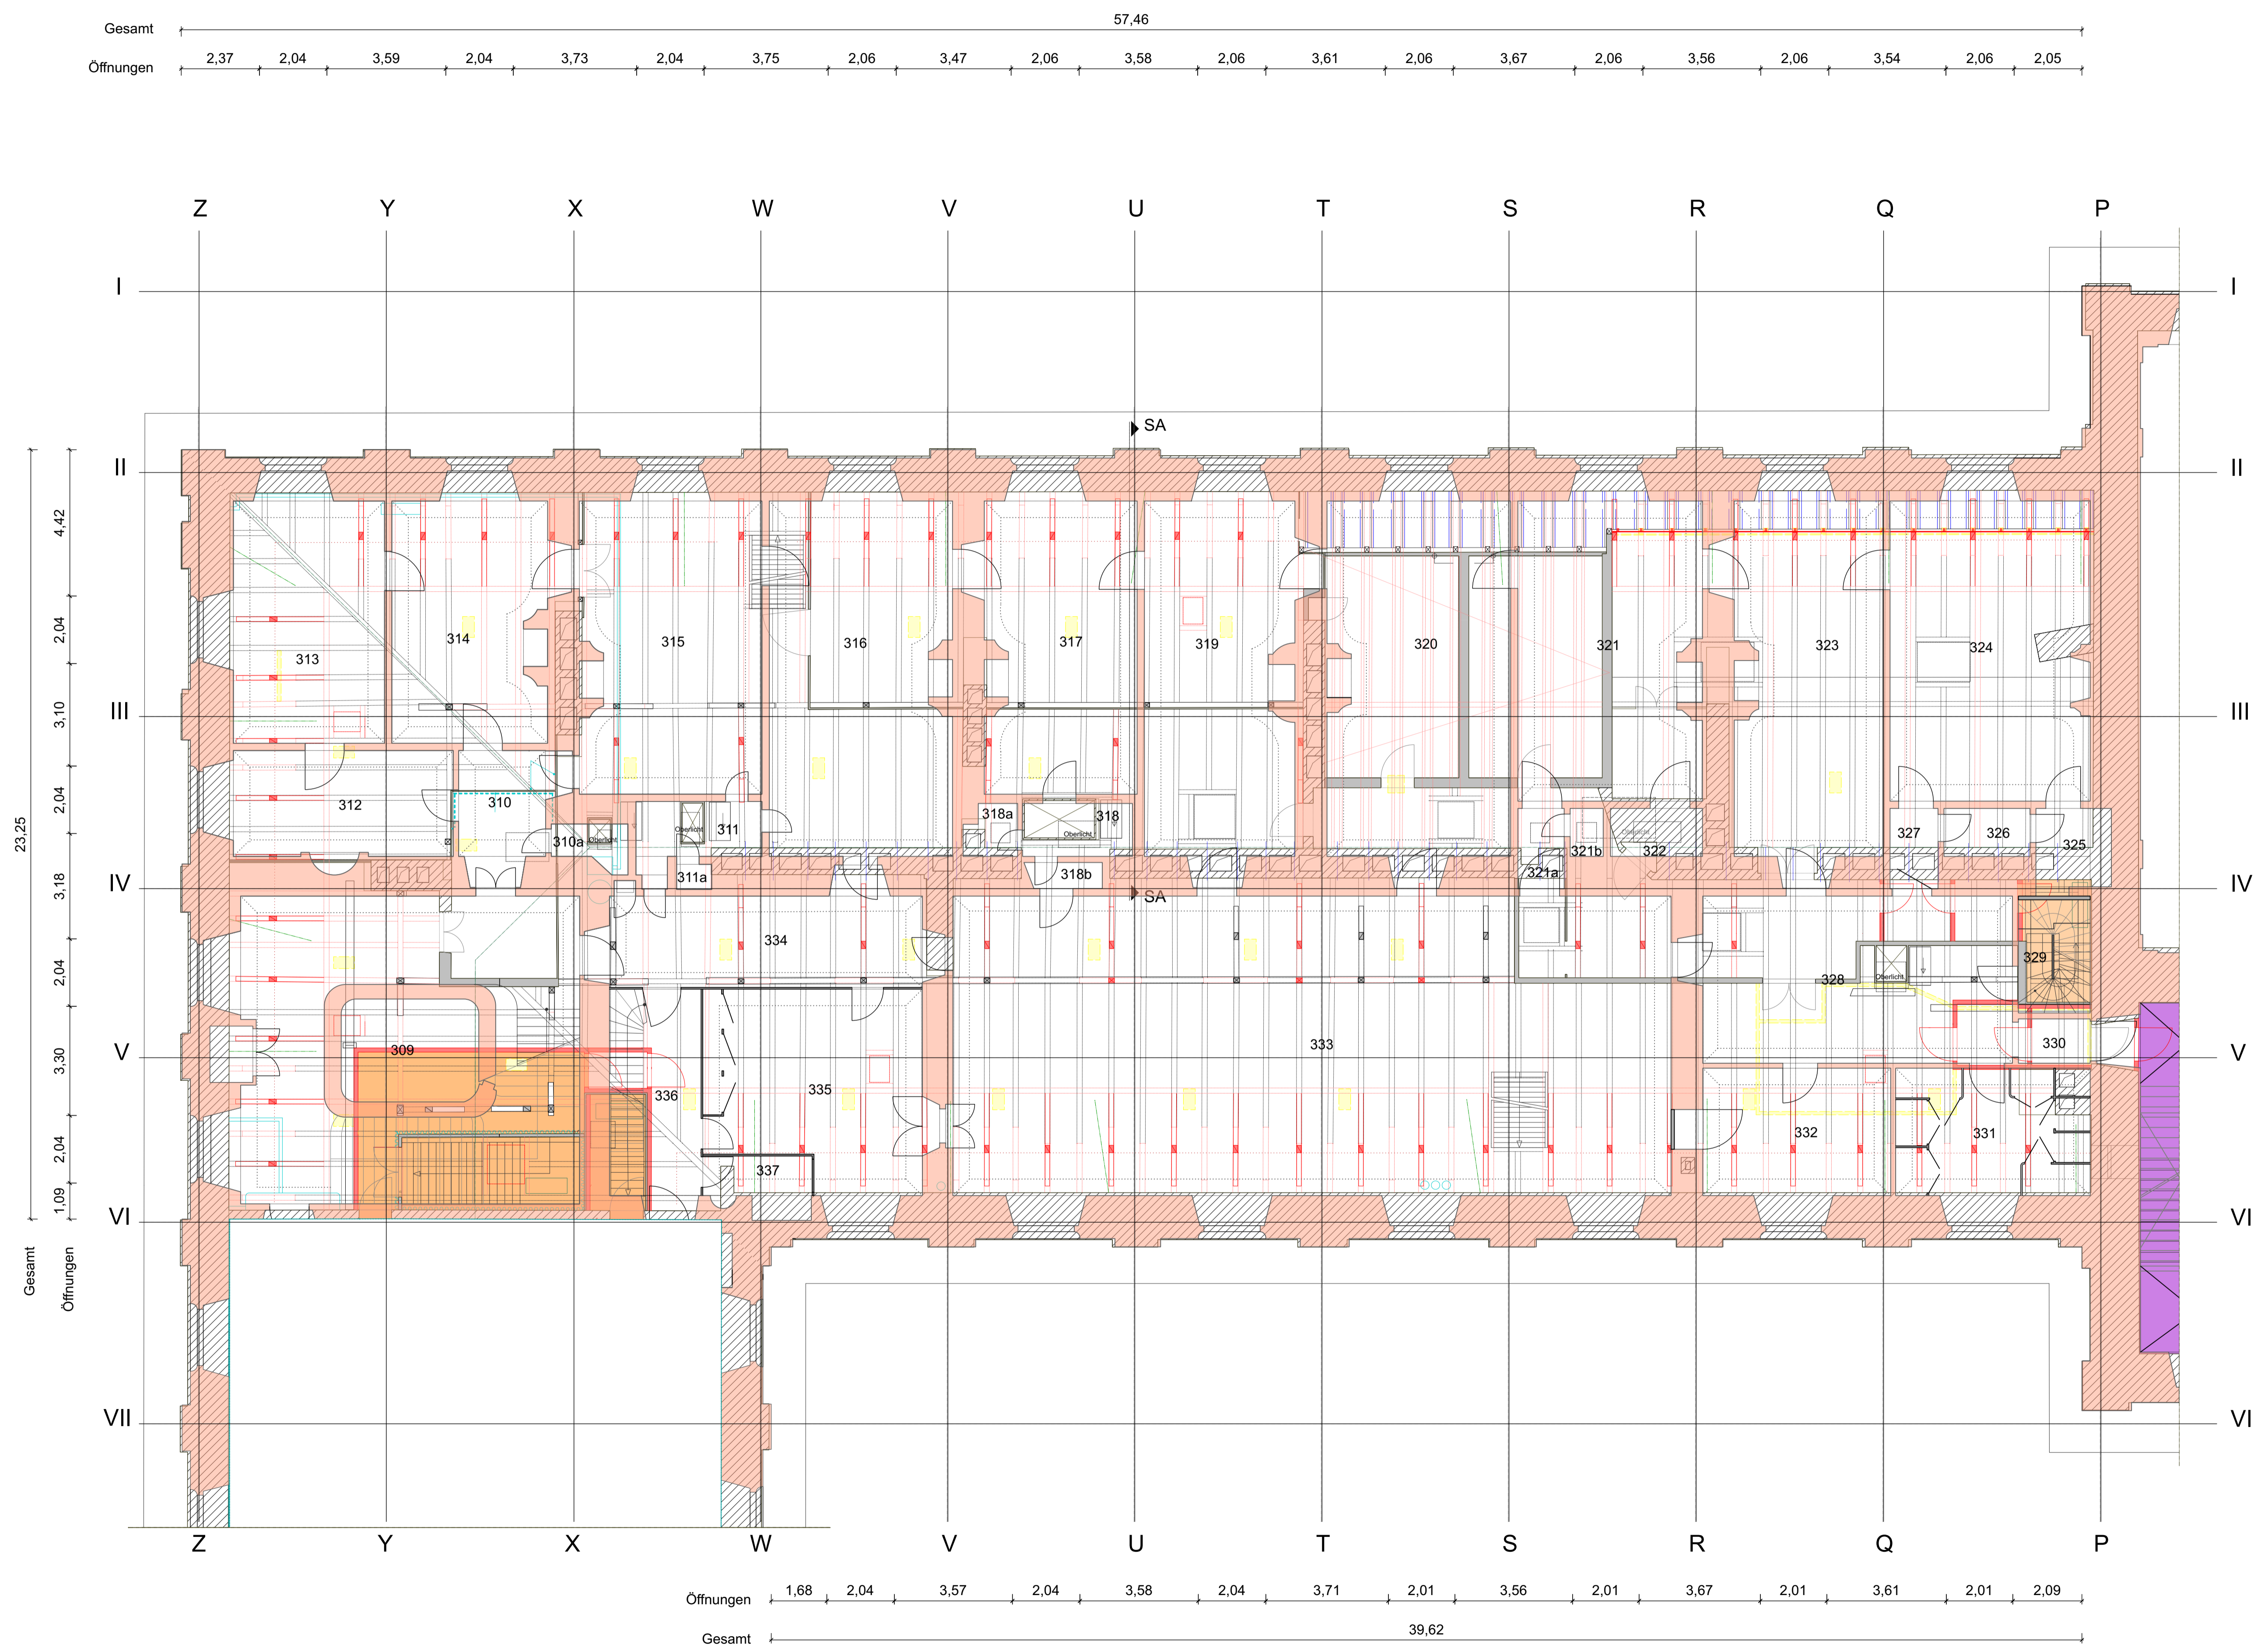 57,46
Gesamt
2,37 2,04 3,59 2,04 3,73 2,04 3,75 2,06 3,47 2,06 3,58 2,06 3,61 2,06 3,67 2,06 3,56 2,06 3,54 2,06 2,05
Öffnungen
Z Y X W V U T S R Q P
I I
SA
II II
4,42
2,04
313 314 315 316 317 319 320 321 323 324
III III
3,10
2,04
312 310 310a Oberlicht Oberlicht 311 318a Oberlicht 318 321b Oberlicht 322 327 326 325
23,25
311a 318b 321a
IV IV
3,18
SA
334
329
2,04
Oberlicht
328
309 333 330
V V
3,30
336 335
332 331
2,04
337
1,09
VI VI
Gesamt
Öffnungen
VII VI
Z Y X W V U T S R Q P
Öffnungen 1,68 2,04 3,57 2,04 3,58 2,04 3,71 2,01 3,56 2,01 3,67 2,01 3,61 2,01 2,09
39,62
Gesamt